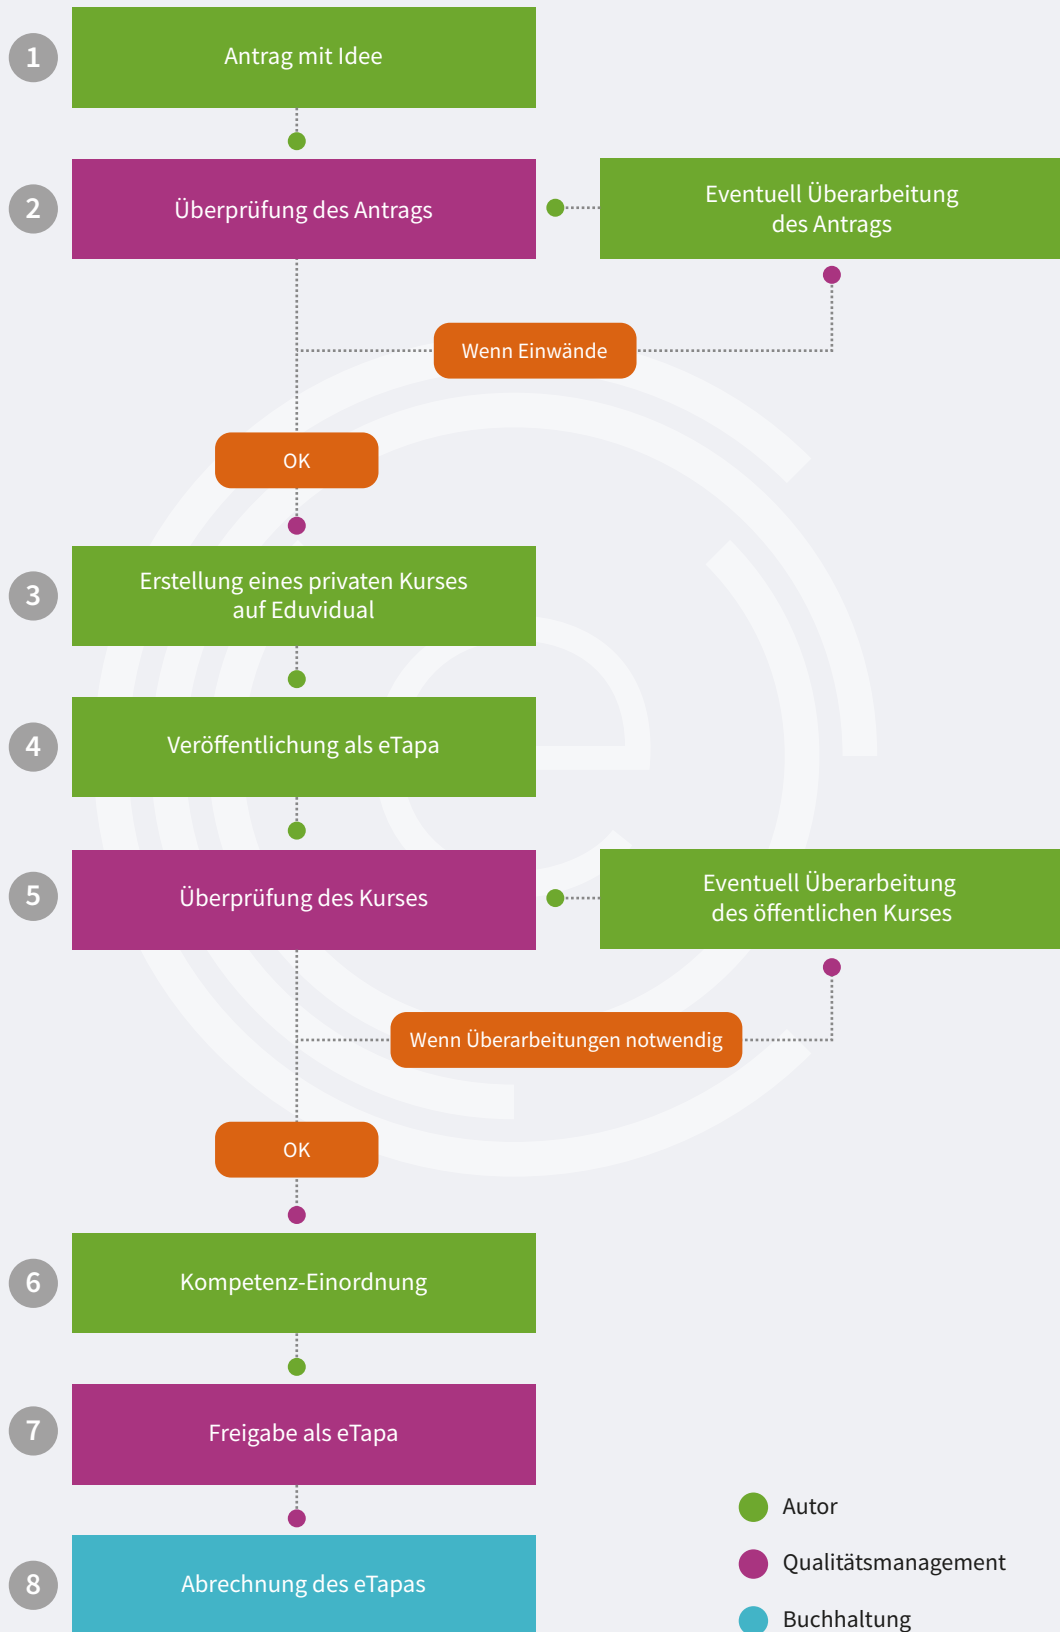 1
Antrag mit Idee
2
Überprüfung des Antrags
Eventuell Überarbeitung
des Antrags
Wenn Einwände
OK
3
Erstellung eines privaten Kurses
auf Eduvidual
4
Veröffentlichung als eTapa
5
Überprüfung des Kurses
Eventuell Überarbeitung
des öffentlichen Kurses
Wenn Überarbeitungen notwendig
OK
6
Kompetenz-Einordnung
7
Freigabe als eTapa
8
Abrechnung des eTapas
Autor
Qualitätsmanagement
Buchhaltung